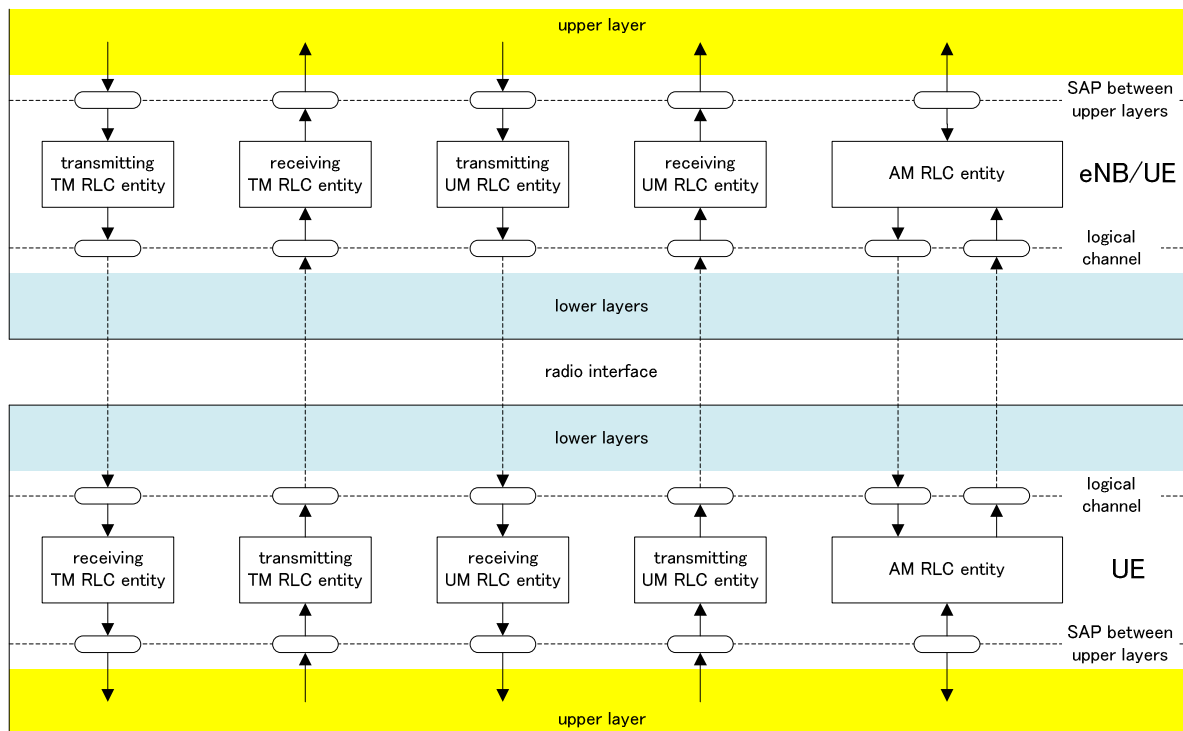 upper layer
SAP between
upper layers
transmitting
TM RLC entity
receiving
TM RLC entity
transmitting
UM RLC entity
receiving
UM RLC entity
AM RLC entity
eNB/UE
logical
channel
lower layers
radio interface
lower layers
logical
channel
receiving
TM RLC entity
transmitting
TM RLC entity
receiving
UM RLC entity
transmitting
UM RLC entity
AM RLC entity
UE
SAP between
upper layers
upper layer